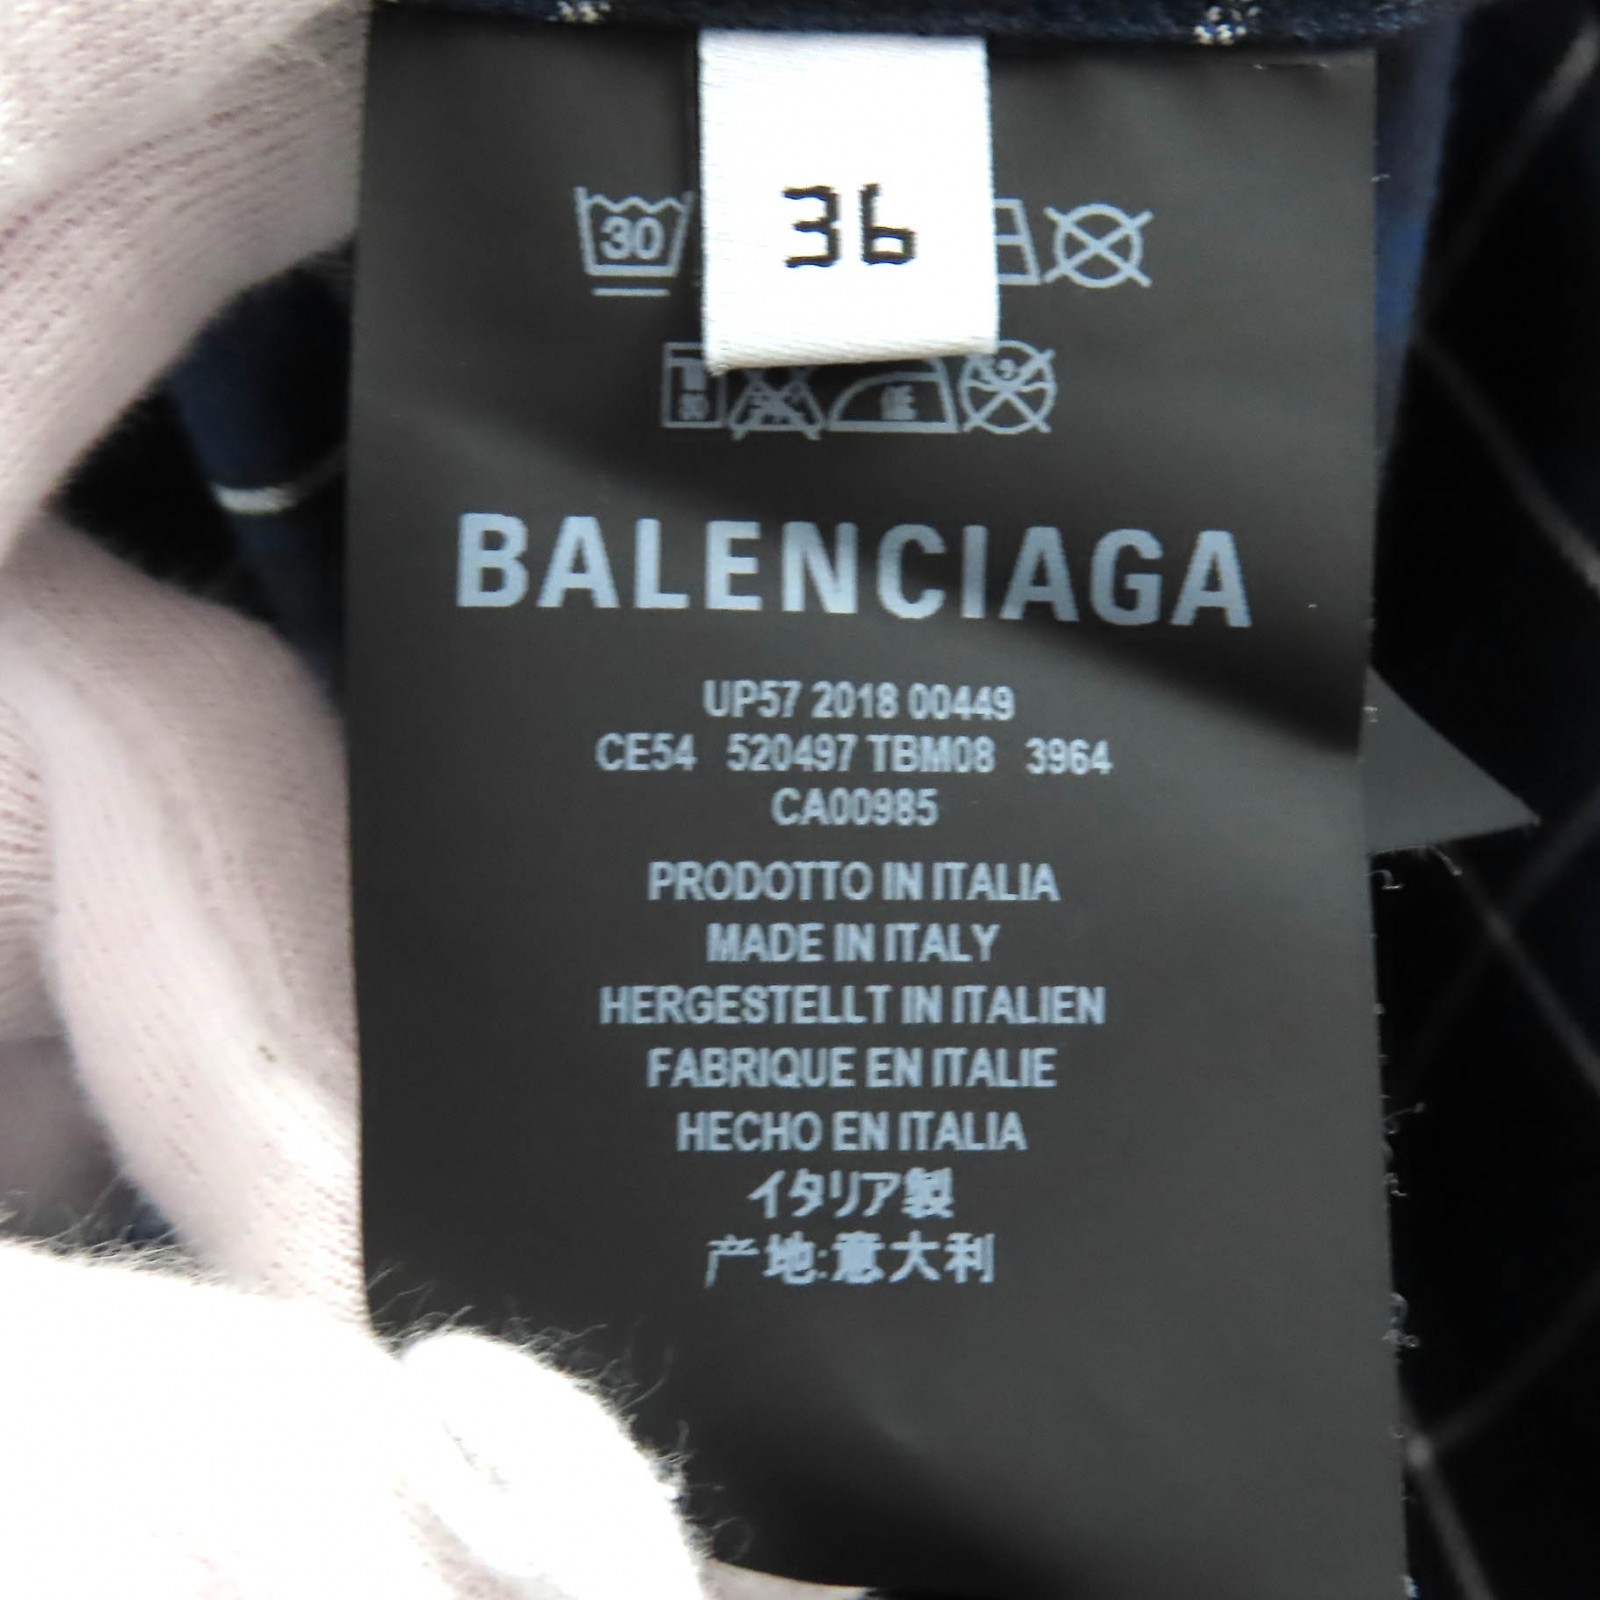 36
30
BALENCIAGA
UP57 2018 00449
CE54 520497 TBM08 3964
CA00985
PRODOTTO IN ITALIA
MADE IN ITALY
HERGESTELLT IN ITALIEN
FABRIQUE EN ITALIE
HECHO EN ITALIA
イタリア製
产地:意大利